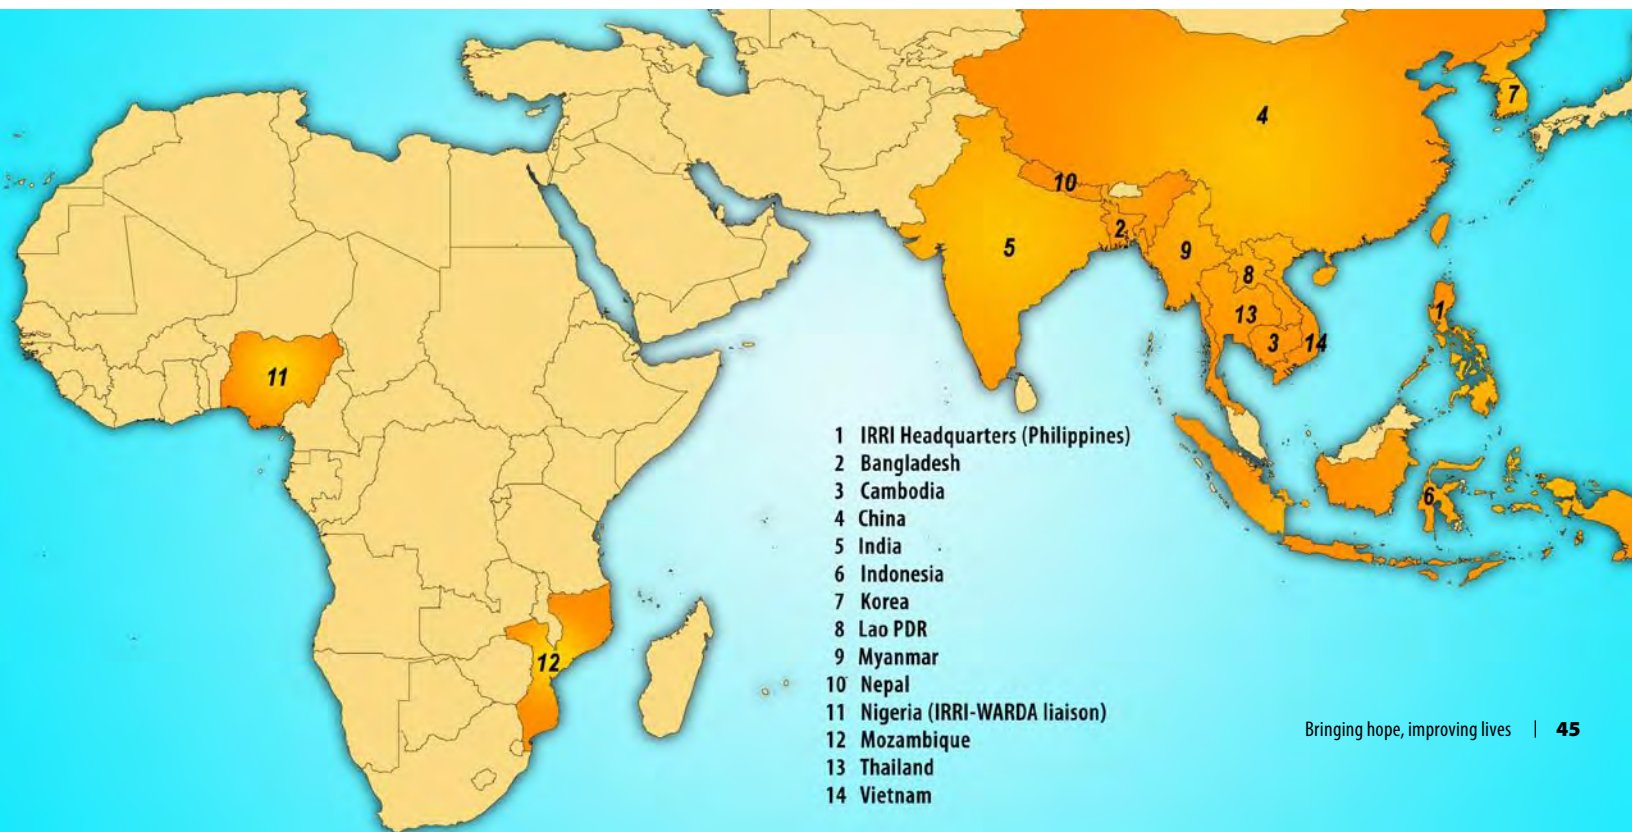 4
7
10
2
5
9
8
13
1
3
14
11
6
12
1 IRRI Headquarters (Philippines)
2 Bangladesh
3 Cambodia
4 China
5 India
6 Indonesia
7 Korea
8 Lao PDR
9 Myanmar
10 Nepal
11 Nigeria (IRRI-WARDA liaison)
12 Mozambique
13 Thailand
14 Vietnam
Bringing hope, improving lives | 45